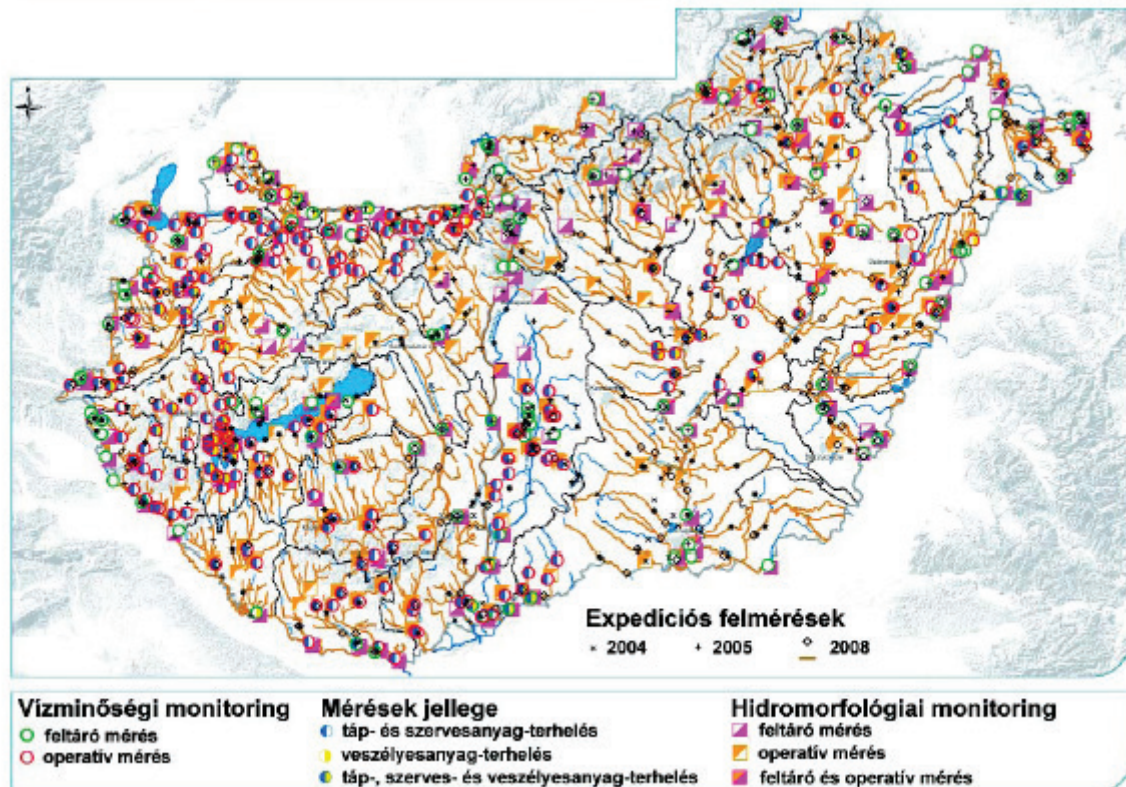 Expedíciós felmérések
× 2004 + 2005 ◇ 2008
Vízminőségi monitoring
feltáró mérés
operatív mérés
Mérések jellege
táp- és szervesanyag-terhelés
veszélyesanyag-terhelés
táp-, szerves- és veszélyesanyag-terhelés
Hidromorfológiai monitoring
feltáró mérés
operatív mérés
feltáró és operatív mérés